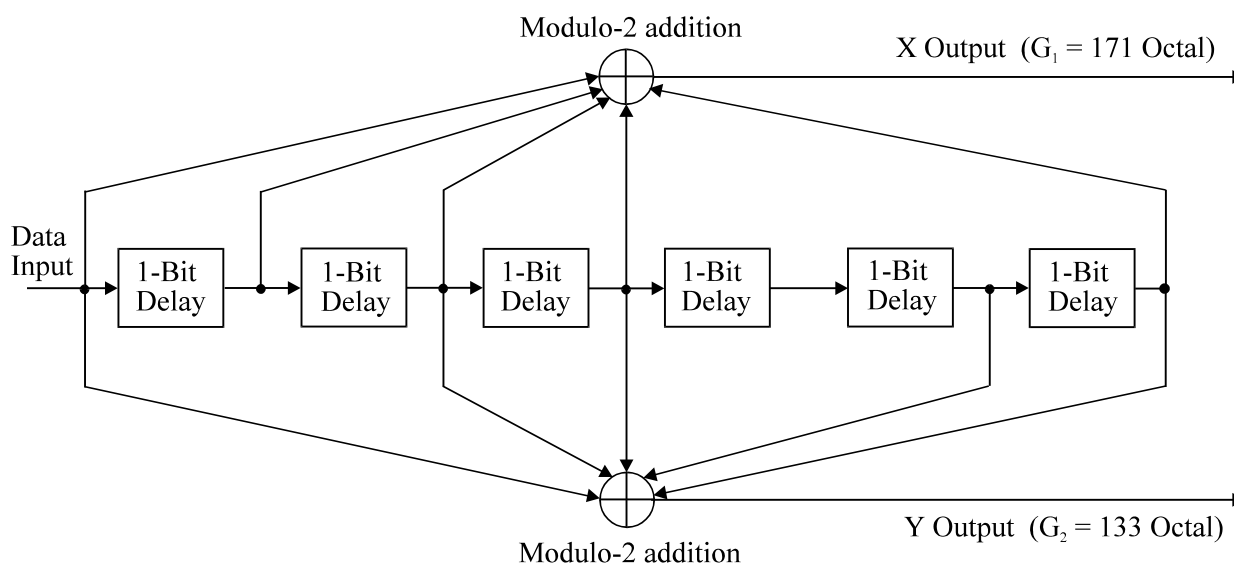 Modulo-2 addition
X Output (G₁ = 171 Octal)
Data
Input
1-Bit
Delay
1-Bit
Delay
1-Bit
Delay
1-Bit
Delay
1-Bit
Delay
1-Bit
Delay
Y Output (G₂ = 133 Octal)
Modulo-2 addition